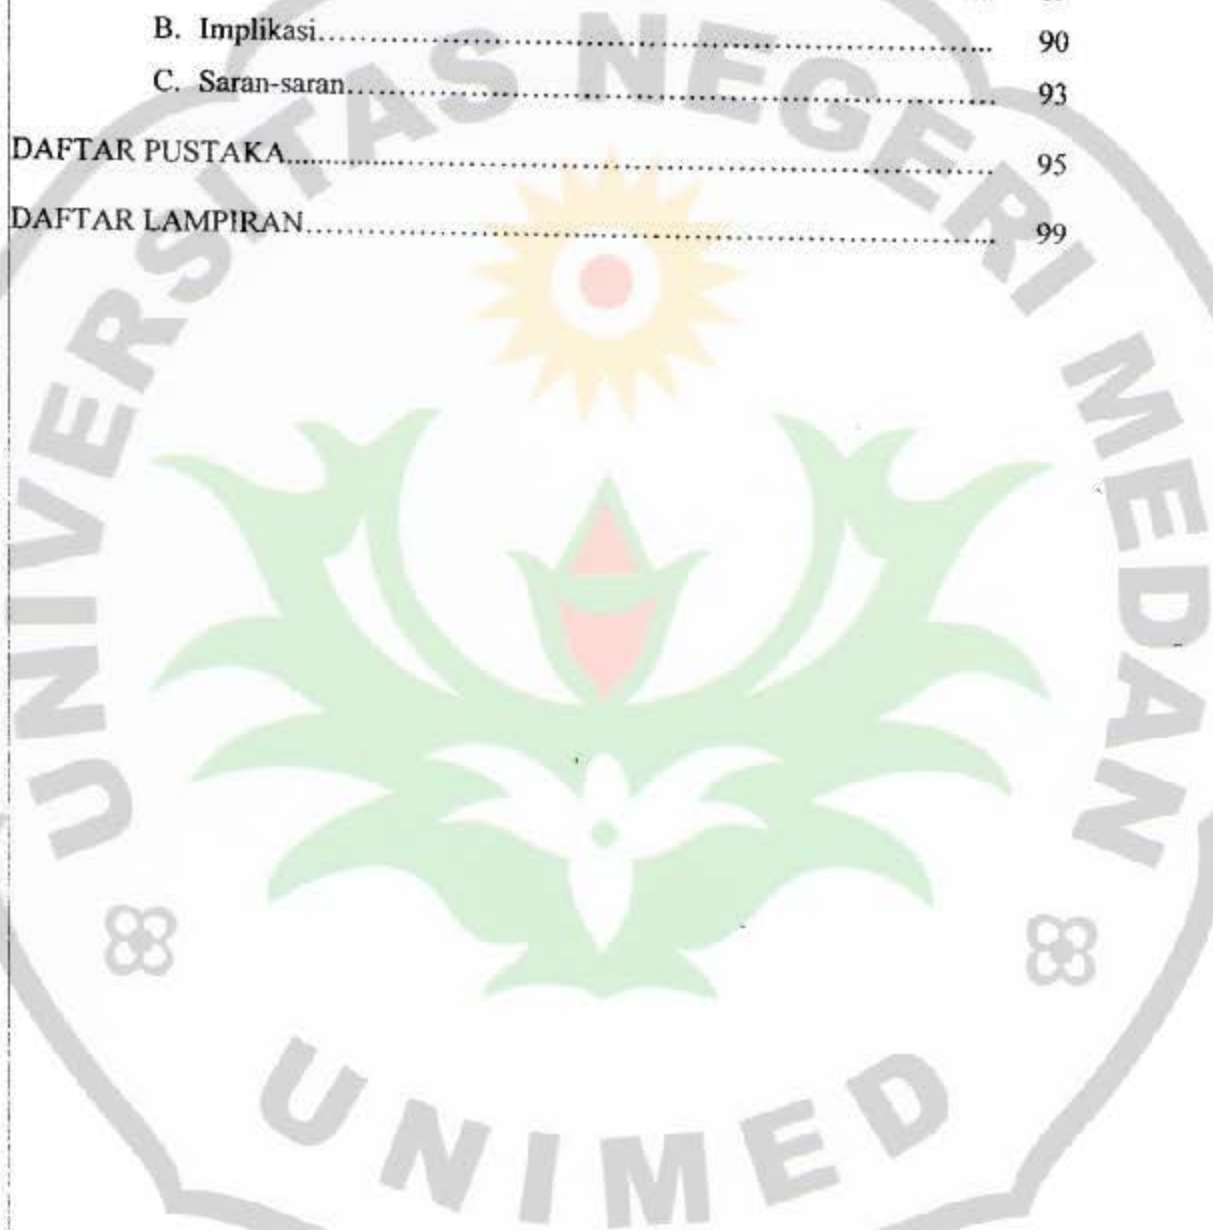 B. Implikasi........................................................................ 90
C. Saran-saran.................................................................... 93
DAFTAR PUSTAKA........................................................................ 95
DAFTAR LAMPIRAN...................................................................... 99
UNIVERSITAS NEGERI MEDAN
UNIMED